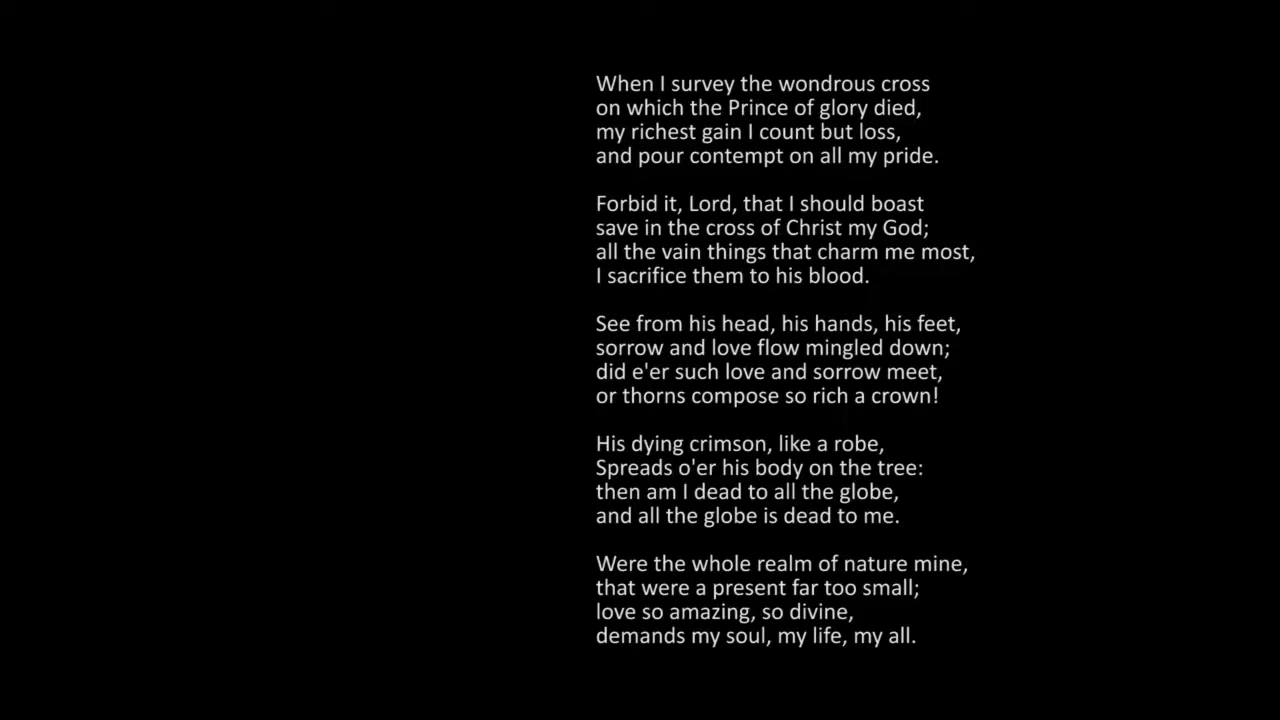 When I survey the wondrous cross
on which the Prince of glory died,
my richest gain I count but loss,
and pour contempt on all my pride.
Forbid it, Lord, that I should boast
save in the cross of Christ my God;
all the vain things that charm me most,
I sacrifice them to his blood.
See from his head, his hands, his feet,
sorrow and love flow mingled down;
did e'er such love and sorrow meet,
or thorns compose so rich a crown!
His dying crimson, like a robe,
Spreads o'er his body on the tree:
then am I dead to all the globe,
and all the globe is dead to me.
Were the whole realm of nature mine,
that were a present far too small;
love so amazing, so divine,
demands my soul, my life, my all.